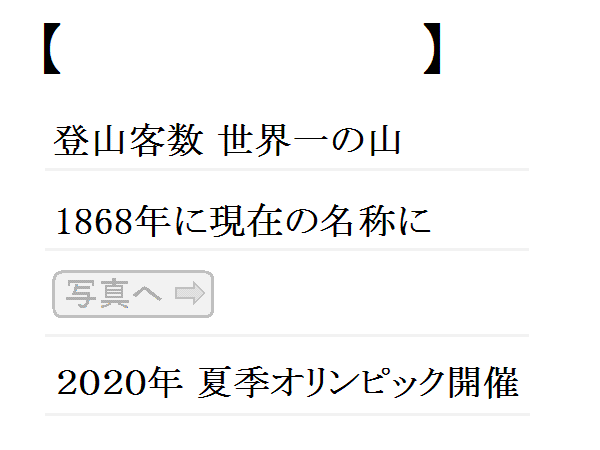 【 】
登山客数 世界一の山
1868年に現在の名称に
写真へ ⇨
2020年 夏季オリンピック開催